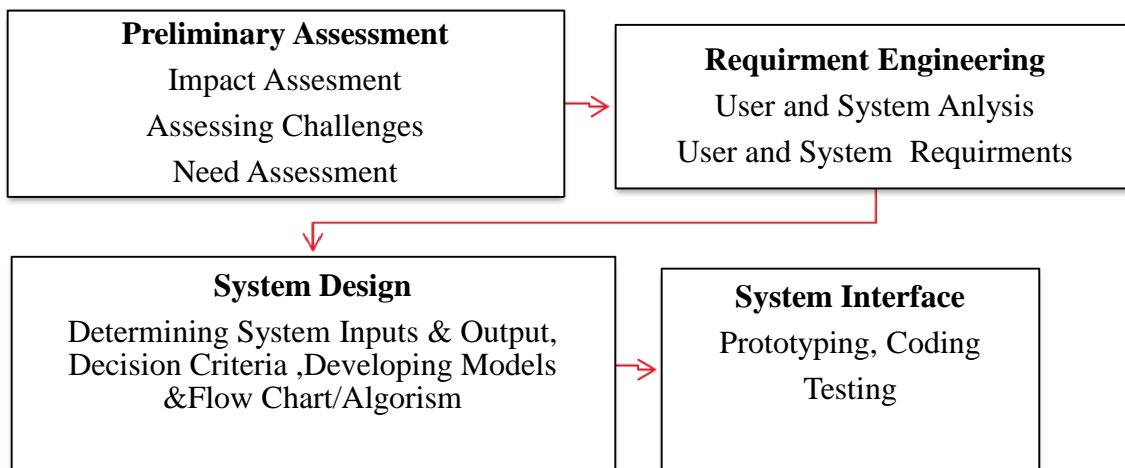 Preliminary Assessment
Impact Assesment
Assessing Challenges
Need Assessment
Requirment Engineering
User and System Anlysis
User and System Requirments
System Design
Determining System Inputs & Output,
Decision Criteria ,Developing Models
&Flow Chart/Algorism
System Interface
Prototyping, Coding
Testing